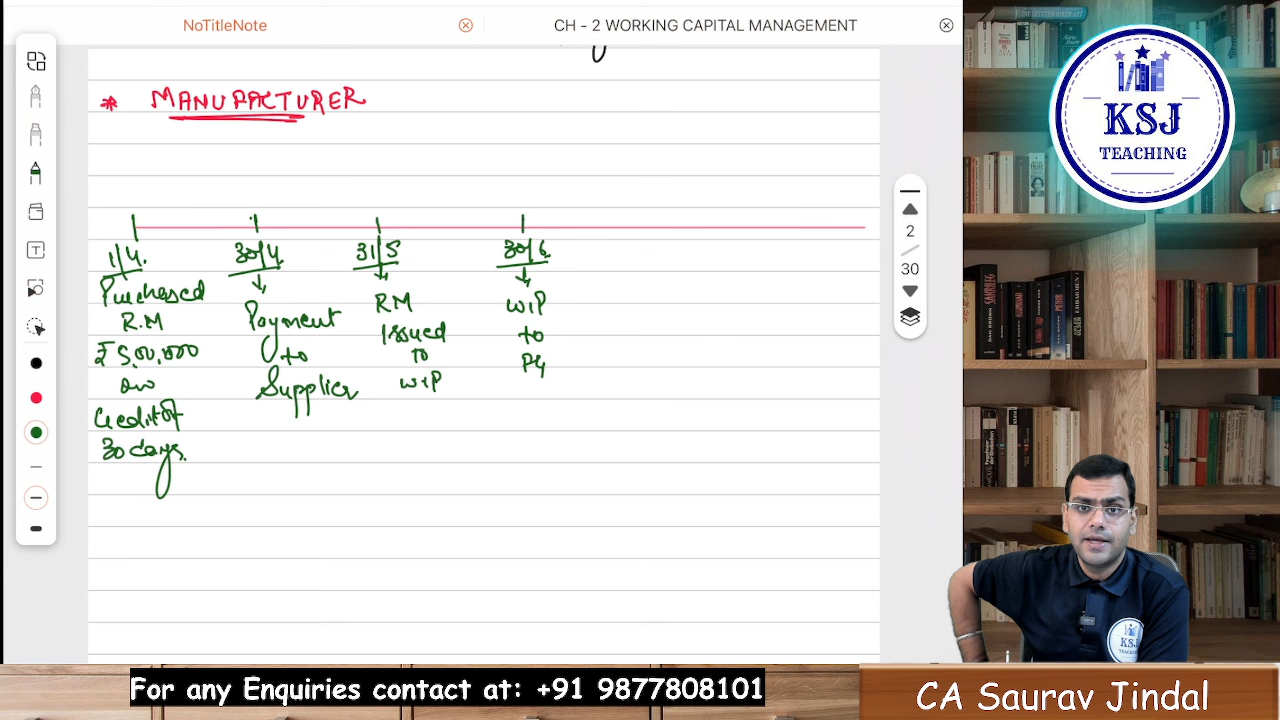 NoTitleNote
CH - 2 WORKING CAPITAL MANAGEMENT
* MANUFACTURER
1/4.
Purchased
R.M
₹ 5,00,000
on
Credit of
30 days.
30/4
Payment
to
Supplier
31/5
RM
Issued
to
WIP
30/6
WIP
to
FG
2
30
KSJ
TEACHING
KSJ
TEACHING
For any Enquiries contact at: +91 9877808101
CA Saurav Jindal